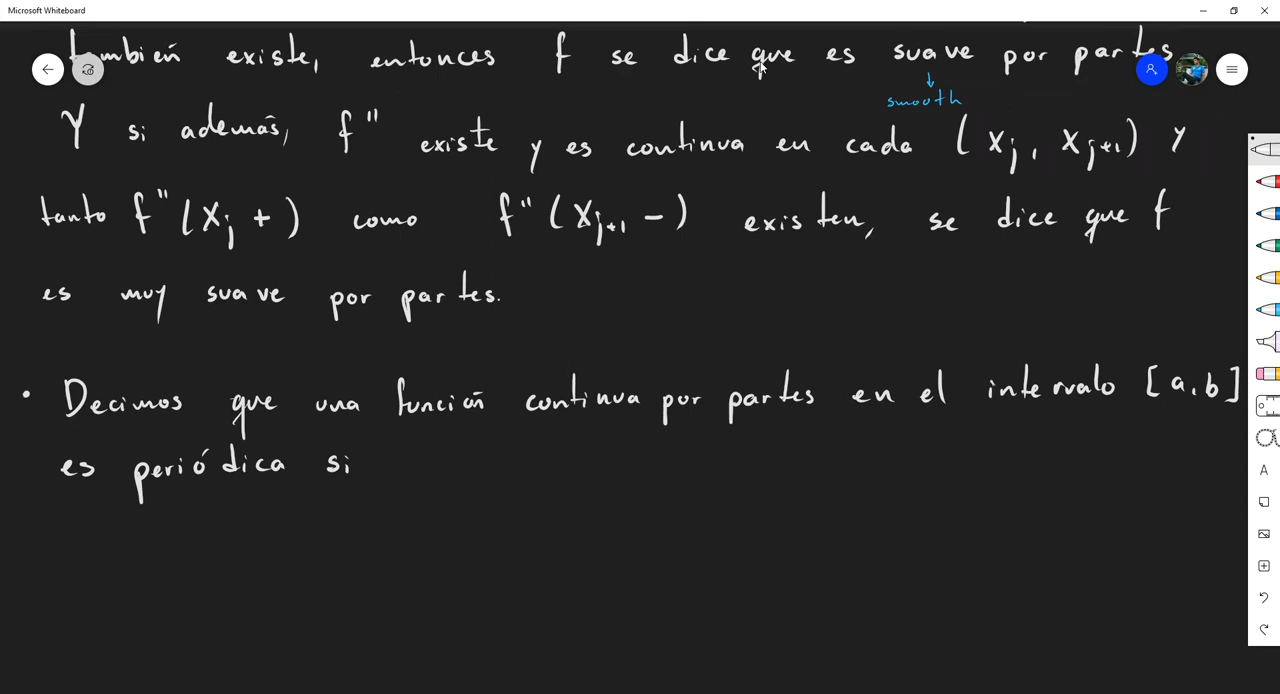 Microsoft Whiteboard
también existe, entonces f se dice que es suave por partes
smooth
Y si además, f" existe y es continua en cada (xj, xj+1) y
tanto f"(xj+) como f"(xj+1-) existen, se dice que f
es muy suave por partes.
• Decimos que una función continua por partes en el intervalo [a,b]
es periódica si
A